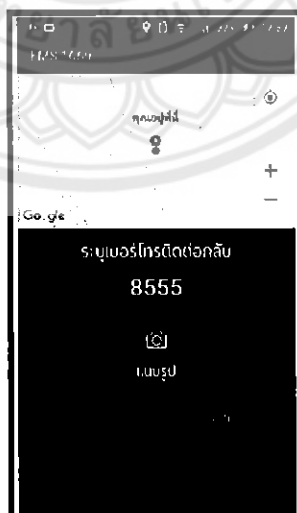 EMS 1669
คุณอยู่ที่นี่
+
−
Google
ระบุเบอร์โทรติดต่อกลับ
8555
แนบรูป